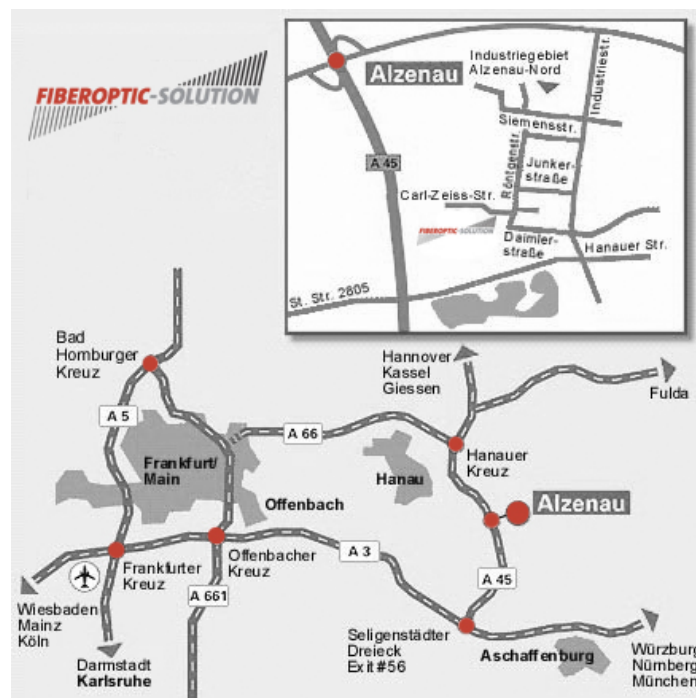 FIBEROPTIC-SOLUTION
Alzenau
Industriegebiet
Alzenau-Nord
Industriestr.
Siemensstr.
A 45
Röntgenstr.
Junker-
straße
Carl-Zeiss-Str.
FIBEROPTIC-SOLUTION
Daimler-
straße
Hanauer Str.
St. Str. 2805
Bad
Homburger
Kreuz
Hannover
Kassel
Giessen
Fulda
A 5
A 66
Frankfurt/
Main
Hanau
Hanauer
Kreuz
Offenbach
Alzenau
A 3
Frankfurter
Kreuz
Offenbacher
Kreuz
A 45
A 661
Wiesbaden
Mainz
Köln
Darmstadt
Karlsruhe
Seligenstädter
Dreieck
Exit#56
Aschaffenburg
Würzburg
Nürnberg
München